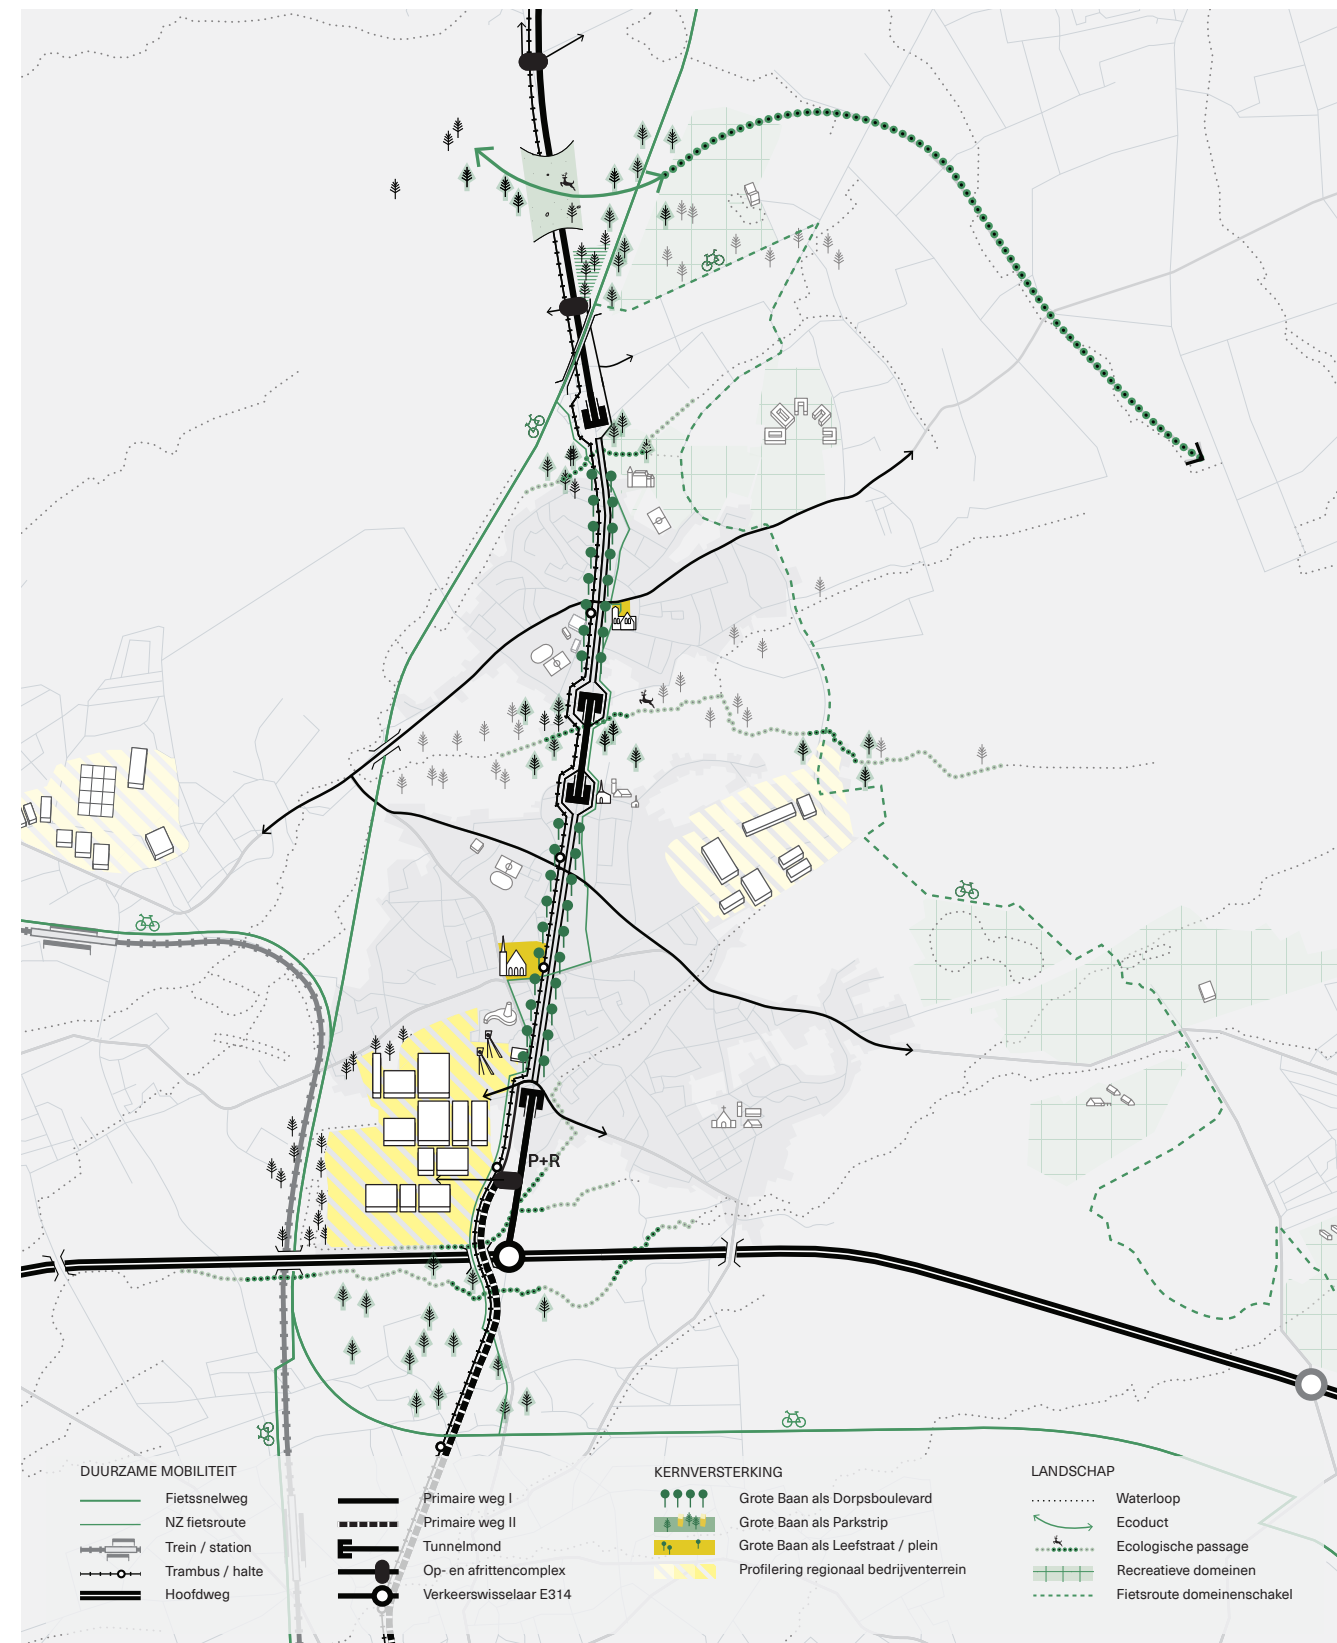 P+R
DUURZAME MOBILITEIT
Fietssnelweg
NZ fietsroute
Trein / station
Trambus / halte
Hoofdweg
Primaire weg I
Primaire weg II
Tunnelmond
Op- en afrittencomplex
Verkeerswisselaar E314
KERNVERSTERKING
Grote Baan als Dorpsboulevard
Grote Baan als Parkstrip
Grote Baan als Leefstraat / plein
Profilering regionaal bedrijventerrein
LANDSCHAP
Waterloop
Ecoduct
Ecologische passage
Recreatieve domeinen
Fietsroute domeinenschakel